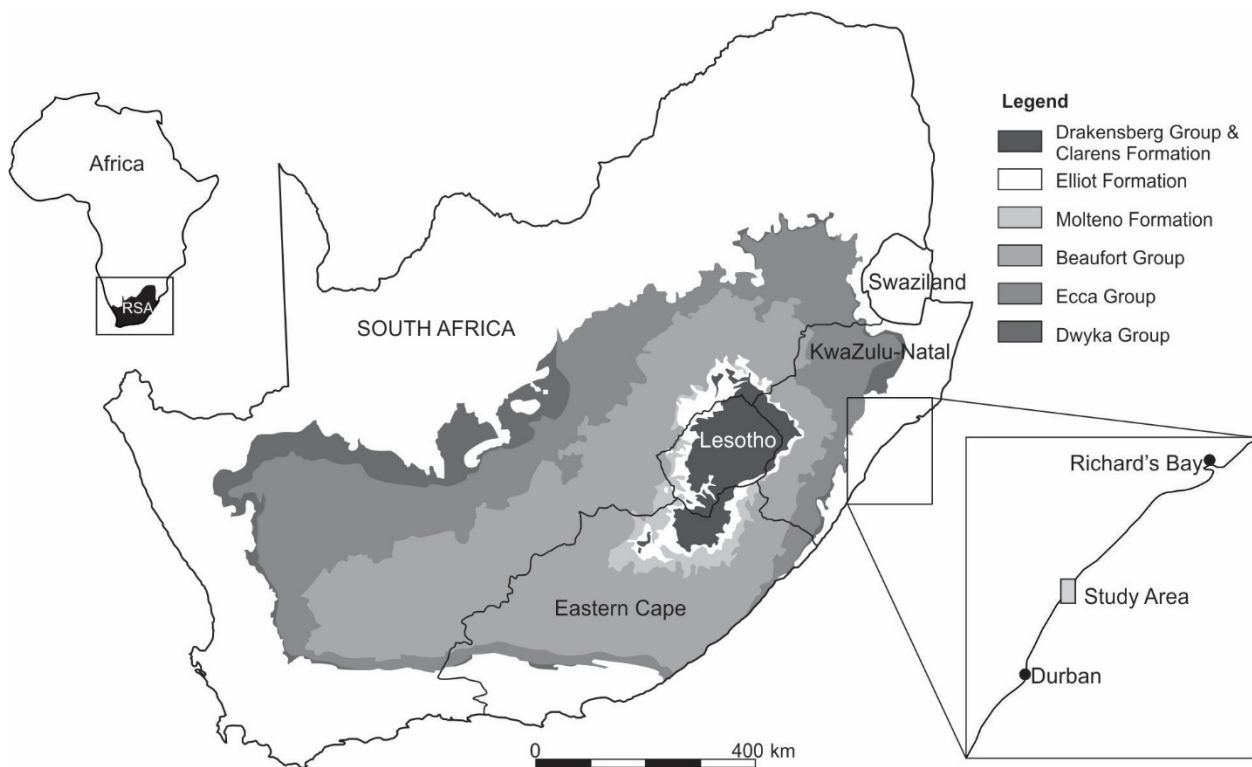 Africa
RSA
SOUTH AFRICA
Swaziland
KwaZulu-Natal
Lesotho
Eastern Cape
Legend
Drakensberg Group &
Clarens Formation
Elliot Formation
Molteno Formation
Beaufort Group
Ecca Group
Dwyka Group
Richard's Bay
Study Area
Durban
0 400 km